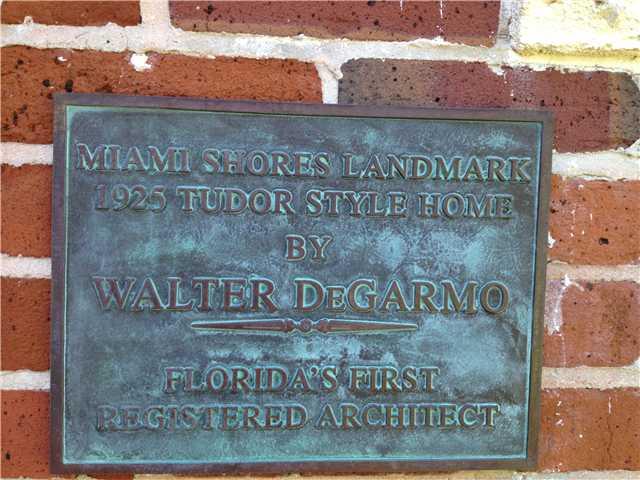 MIAMI SHORES LANDMARK
1925 TUDOR STYLE HOME
BY
WALTER DEGARMO
FLORIDA'S FIRST
REGISTERED ARCHITECT